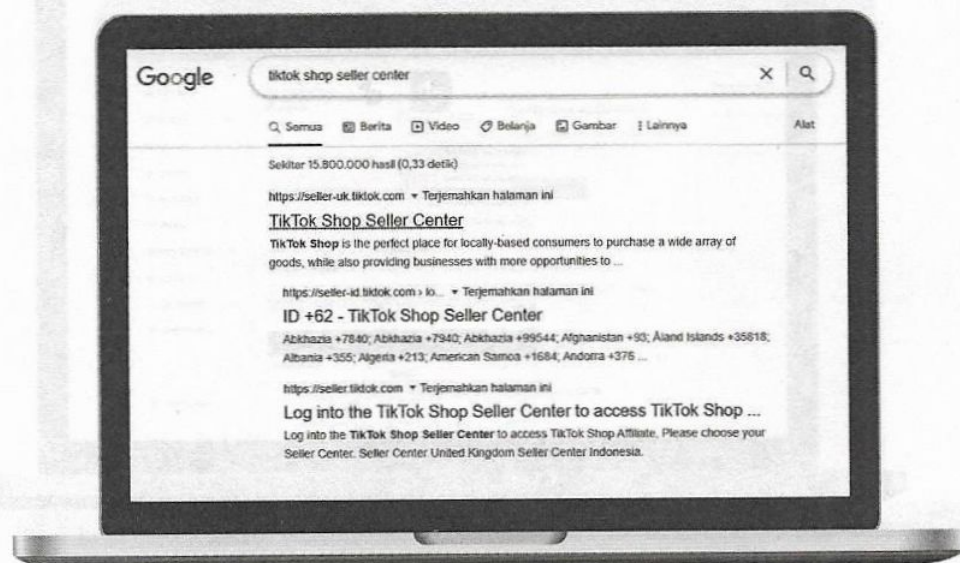 Google
tiktok shop seller center
Semua Berita Video Belanja Gambar Lainnya Alat
Sekitar 15.800.000 hasil (0,33 detik)
https://seller-uk.tiktok.com Terjemahkan halaman ini
TikTok Shop Seller Center
TikTok Shop is the perfect place for locally-based consumers to purchase a wide array of
goods, while also providing businesses with more opportunities to ...
https://seller-id.tiktok.com › lo... Terjemahkan halaman ini
ID +62 - TikTok Shop Seller Center
Abkhazia +7840; Abkhazia +7940; Abkhazia +99544; Afghanistan +93; Åland Islands +35818;
Albania +355; Algeria +213; American Samoa +1684; Andorra +376 ...
https://seller.tiktok.com Terjemahkan halaman ini
Log into the TikTok Shop Seller Center to access TikTok Shop ...
Log into the TikTok Shop Seller Center to access TikTok Shop Affiliate, Please choose your
Seller Center. Seller Center United Kingdom Seller Center Indonesia.